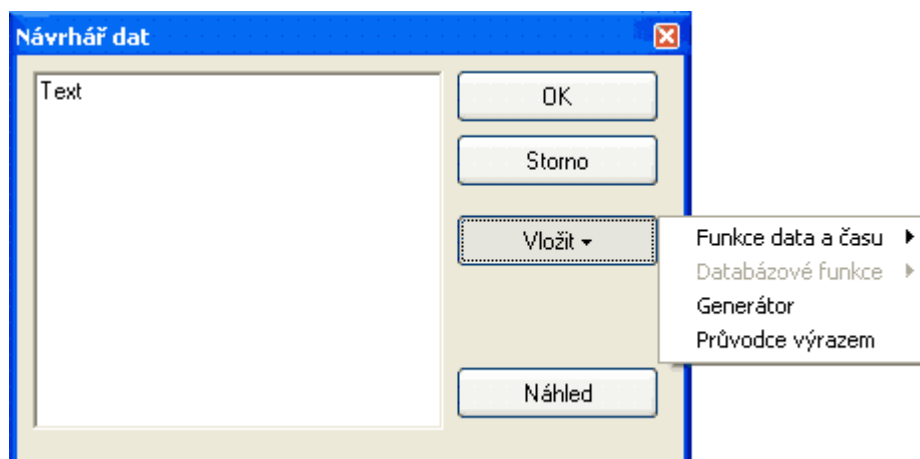 Návrhář dat
Text
OK
Storno
Vložit
Funkce data a času
Databázové funkce
Generátor
Průvodce výrazem
Náhled